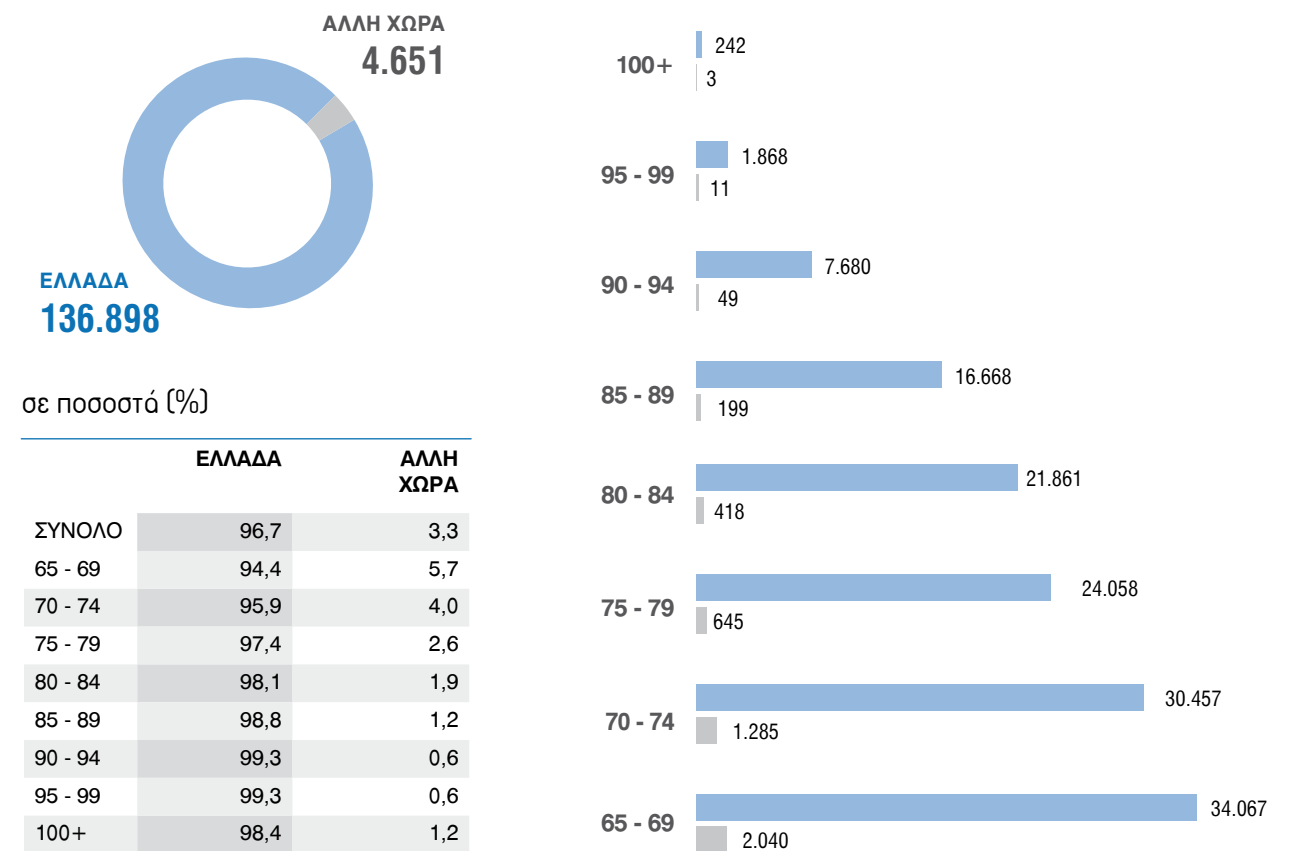 ΑΛΛΗ ΧΩΡΑ
4.651
ΕΛΛΑΔΑ
136.898
σε ποσοστά (%)
ΕΛΛΑΔΑ ΑΛΛΗ
ΧΩΡΑ
ΣΥΝΟΛΟ 96,7 3,3
65 - 69 94,4 5,7
70 - 74 95,9 4,0
75 - 79 97,4 2,6
80 - 84 98,1 1,9
85 - 89 98,8 1,2
90 - 94 99,3 0,6
95 - 99 99,3 0,6
100+ 98,4 1,2
242
100+
3
1.868
95 - 99
11
7.680
90 - 94
49
16.668
85 - 89
199
21.861
80 - 84
418
24.058
75 - 79
645
30.457
70 - 74
1.285
34.067
65 - 69
2.040